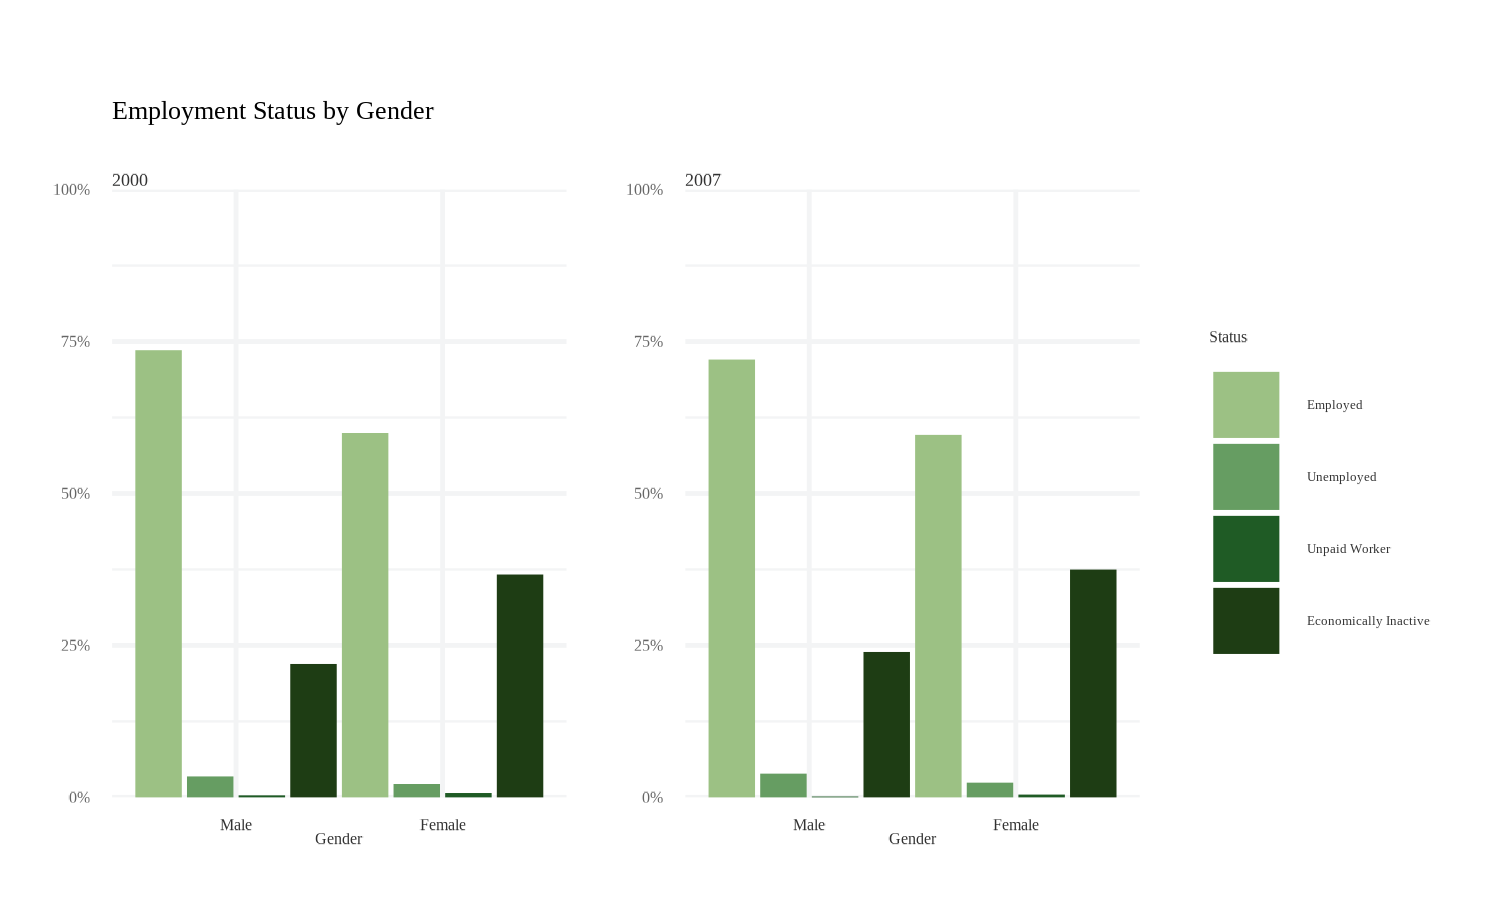 Employment Status by Gender
2000
100%
75%
50%
25%
0%
Male
Female
Gender
2007
100%
75%
50%
25%
0%
Male
Female
Gender
Status
Employed
Unemployed
Unpaid Worker
Economically Inactive